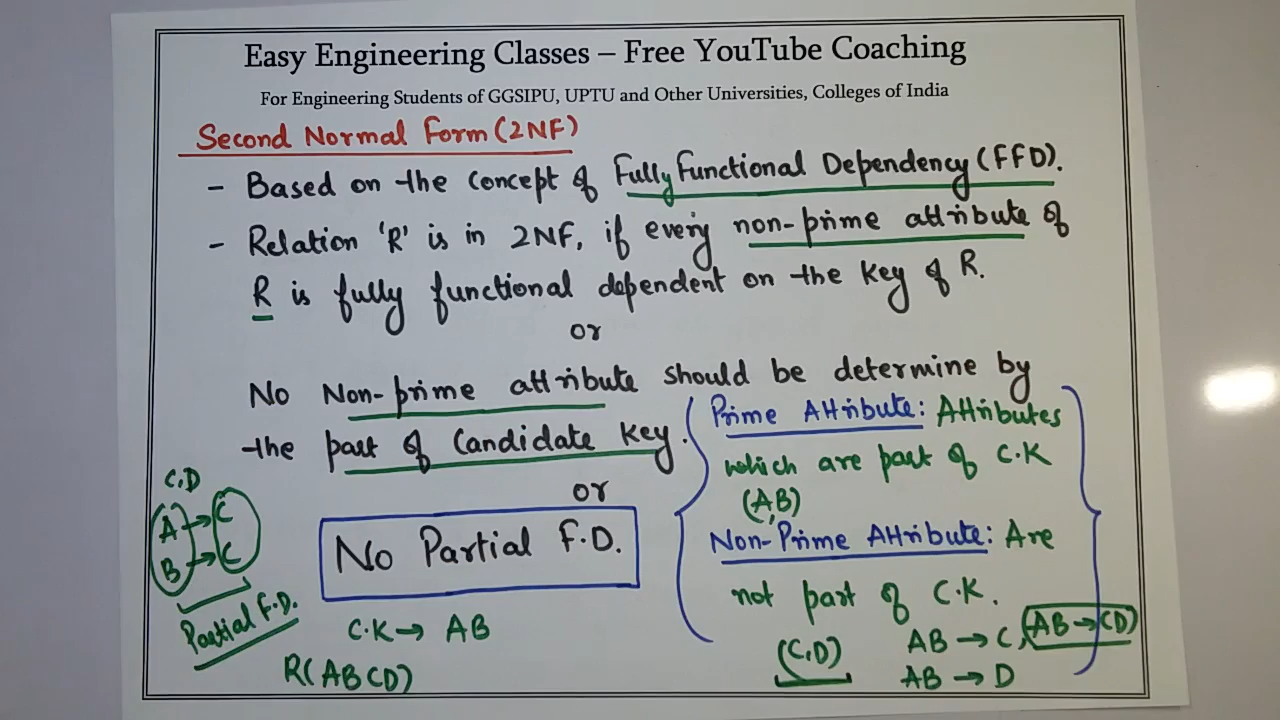 Easy Engineering Classes – Free YouTube Coaching
For Engineering Students of GGSIPU, UPTU and Other Universities, Colleges of India
Second Normal Form (2NF)
- Based on the concept of Fully Functional Dependency (FFD).
- Relation 'R' is in 2NF, if every non-prime attribute of
R is fully functional dependent on the key of R.
or
No Non-prime attribute should be determine by
the part of Candidate key.
or
No Partial F.D.
C.K → AB
R(ABCD)
C,D
A → C
B → C
Partial F.D.
Prime Attribute: Attributes
which are part of C.K
(A,B)
Non-Prime Attribute: Are
not part of C.K.
(C,D)
AB → C, AB → CD
AB → D